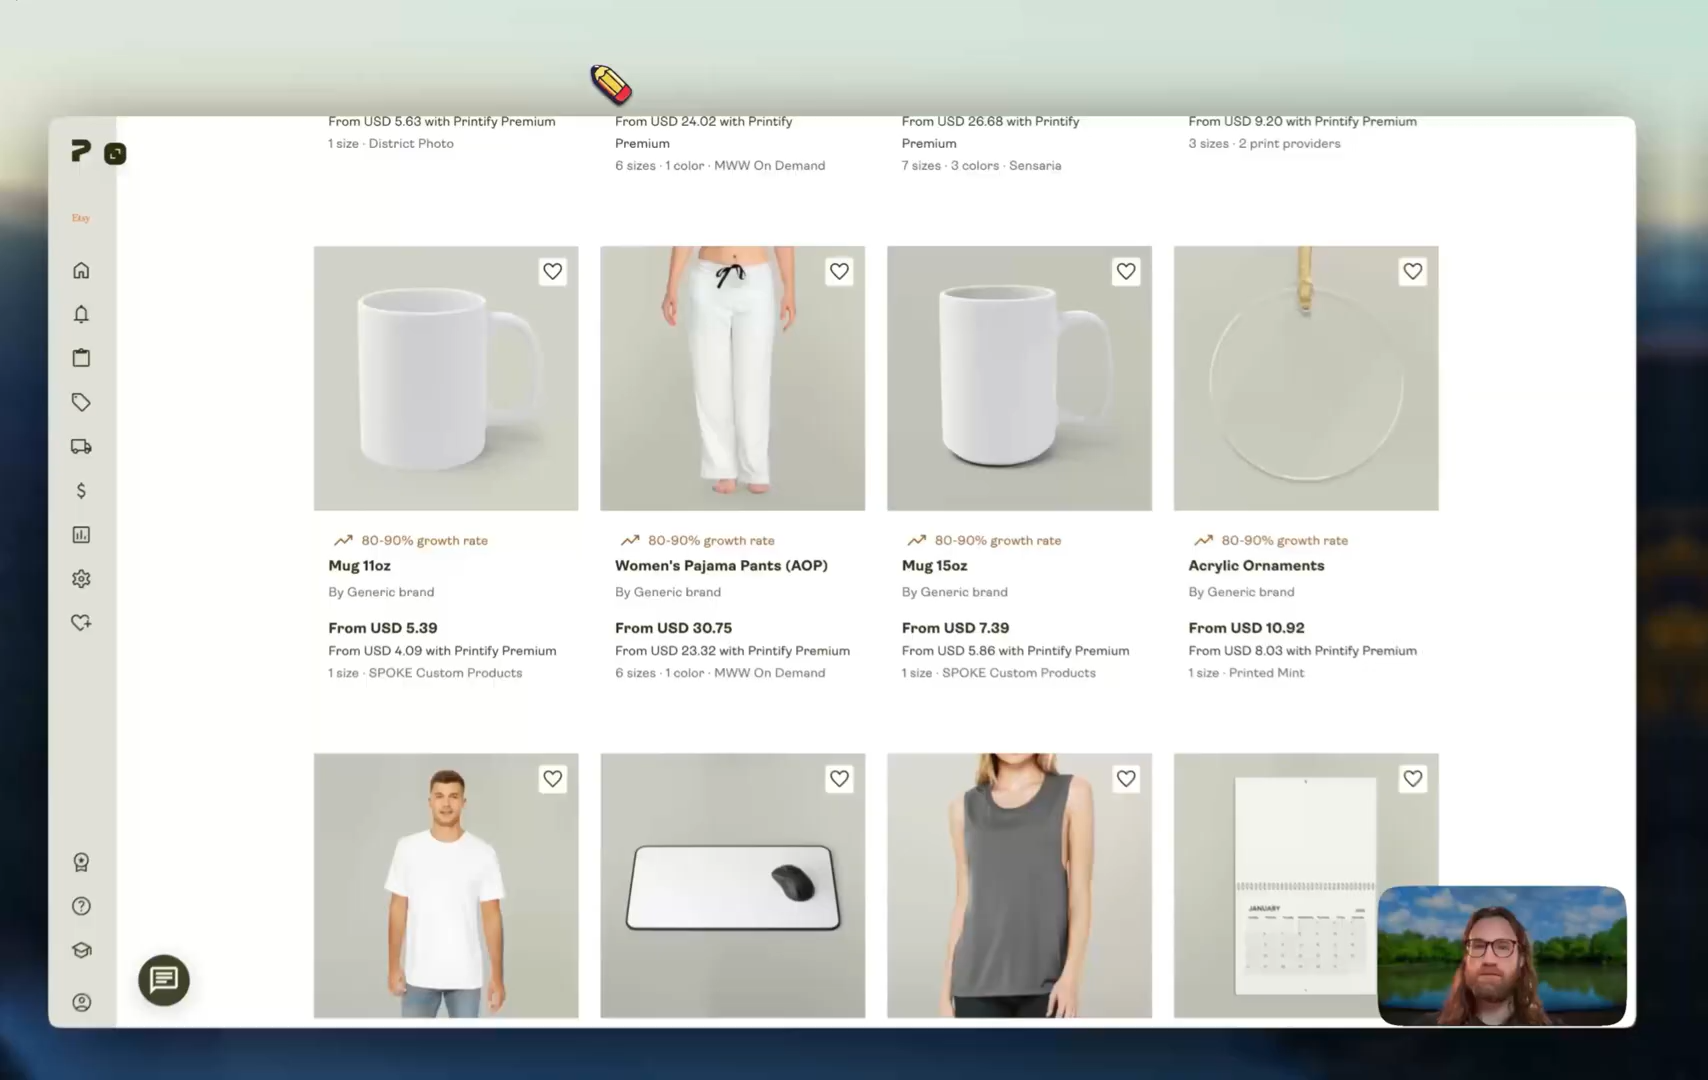 From USD 5.63 with Printify Premium
1 size · District Photo
From USD 24.02 with Printify
Premium
6 sizes · 1 color · MWW On Demand
From USD 26.68 with Printify
Premium
7 sizes · 3 colors · Sensaria
From USD 9.20 with Printify Premium
3 sizes · 2 print providers
Etsy
80-90% growth rate
Mug 11oz
By Generic brand
From USD 5.39
From USD 4.09 with Printify Premium
1 size · SPOKE Custom Products
80-90% growth rate
Women's Pajama Pants (AOP)
By Generic brand
From USD 30.75
From USD 23.32 with Printify Premium
6 sizes · 1 color · MWW On Demand
80-90% growth rate
Mug 15oz
By Generic brand
From USD 7.39
From USD 5.86 with Printify Premium
1 size · SPOKE Custom Products
80-90% growth rate
Acrylic Ornaments
By Generic brand
From USD 10.92
From USD 8.03 with Printify Premium
1 size · Printed Mint
JANUARY